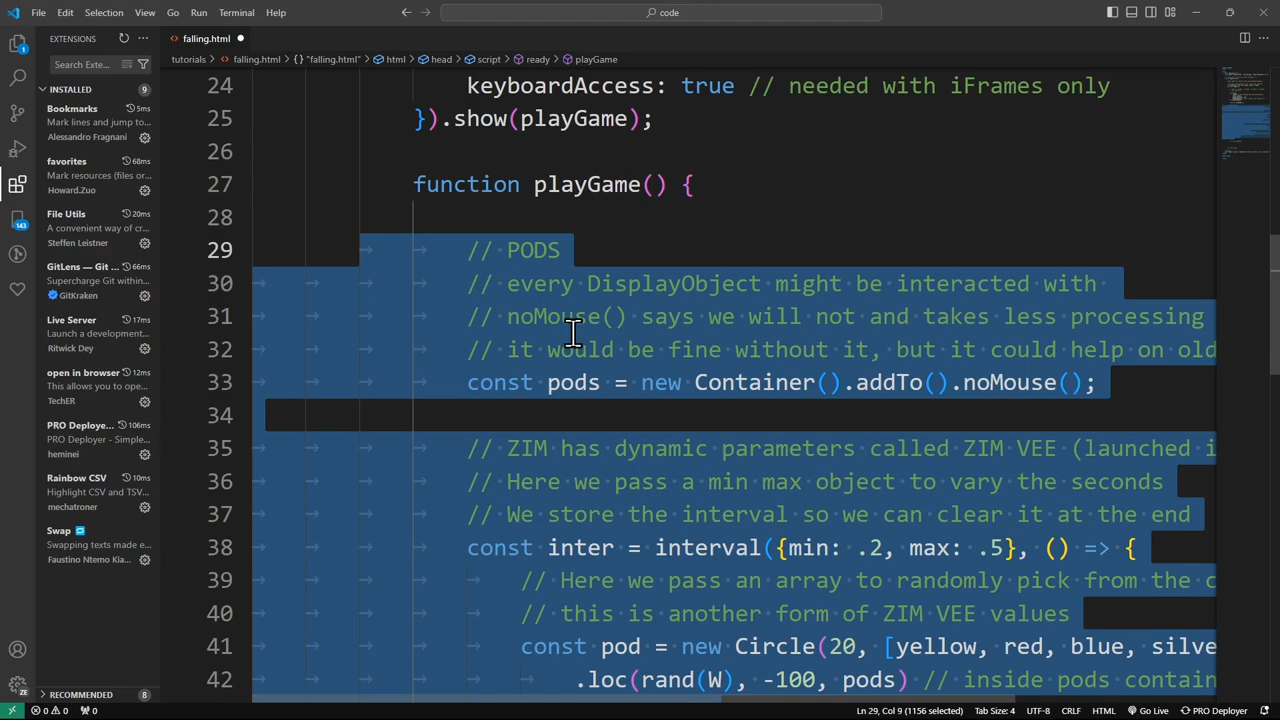 File Edit Selection View Go Run Terminal Help
code
EXTENSIONS
falling.html
tutorials > falling.html > {} "falling.html" > html > head > script > ready > playGame
Search Exte...
INSTALLED 9
Bookmarks 5ms
Mark lines and jump to...
Alessandro Fragnani
favorites 68ms
Mark resources (files or...
Howard.Zuo
File Utils 20ms
A convenient way of cr...
Steffen Leistner
GitLens — Git ... 66ms
Supercharge Git within...
GitKraken
Live Server 17ms
Launch a development...
Ritwick Dey
open in browser 12ms
This allows you to ope...
TechER
PRO Deploye... 106ms
PRO Deployer - Simple...
heminei
Rainbow CSV 10ms
Highlight CSV and TSV...
mechatroner
Swap
Swapping texts made e...
Faustino Ntemo Kia...
RECOMMENDED 8
1
143
24 keyboardAccess: true // needed with iFrames only
25 }).show(playGame);
26
27 function playGame() {
28
29 // PODS
30 // every DisplayObject might be interacted with
31 // noMouse() says we will not and takes less processing
32 // it would be fine without it, but it could help on old
33 const pods = new Container().addTo().noMouse();
34
35 // ZIM has dynamic parameters called ZIM VEE (launched i
36 // Here we pass a min max object to vary the seconds
37 // We store the interval so we can clear it at the end
38 const inter = interval({min: .2, max: .5}, () => {
39 // Here we pass an array to randomly pick from the c
40 // this is another form of ZIM VEE values
41 const pod = new Circle(20, [yellow, red, blue, silve
42 .loc(rand(W), -100, pods) // inside pods contain
0 0 0 Ln 29, Col 9 (1156 selected) Tab Size: 4 UTF-8 CRLF HTML Go Live PRO Deployer